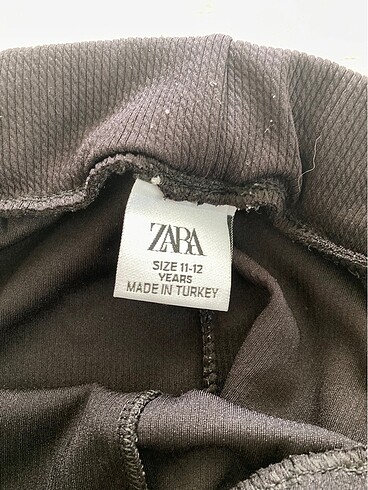 ZARA
SIZE 11-12
YEARS
MADE IN TURKEY